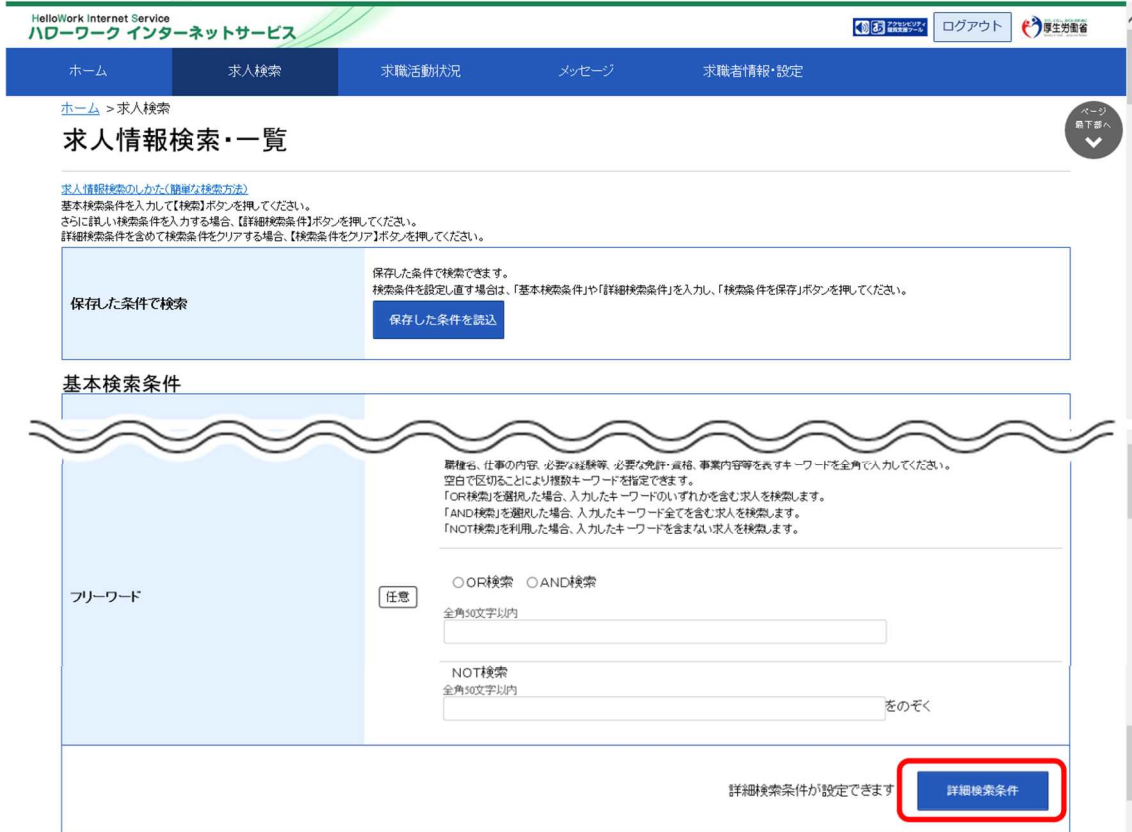 HelloWork Internet Service
ハローワーク インターネットサービス
アクセシビリティ
閲覧支援ツール
ログアウト
厚生労働省
ホーム
求人検索
求職活動状況
メッセージ
求職者情報・設定
ホーム >求人検索
ページ
最下部へ
求人情報検索・一覧
求人情報検索のしかた(簡単な検索方法)
基本検索条件を入力して【検索】ボタンを押してください。
さらに詳しい検索条件を入力する場合、【詳細検索条件】ボタンを押してください。
詳細検索条件を含めて検索条件をクリアする場合、【検索条件をクリア】ボタンを押してください。
保存した条件で検索
保存した条件で検索できます。
検索条件を設定し直す場合は、「基本検索条件」や「詳細検索条件」を入力し、「検索条件を保存」ボタンを押してください。
保存した条件を読込
基本検索条件
職種名、仕事の内容、必要な経験等、必要な免許・資格、事業内容等を表すキーワードを全角で入力してください。
空白で区切ることにより複数キーワードを指定できます。
「OR検索」を選択した場合、入力したキーワードのいずれかを含む求人を検索します。
「AND検索」を選択した場合、入力したキーワード全てを含む求人を検索します。
「NOT検索」を利用した場合、入力したキーワードを含まない求人を検索します。
フリーワード
任意
○OR検索 ○AND検索
全角50文字以内
NOT検索
全角50文字以内
をのぞく
詳細検索条件が設定できます
詳細検索条件